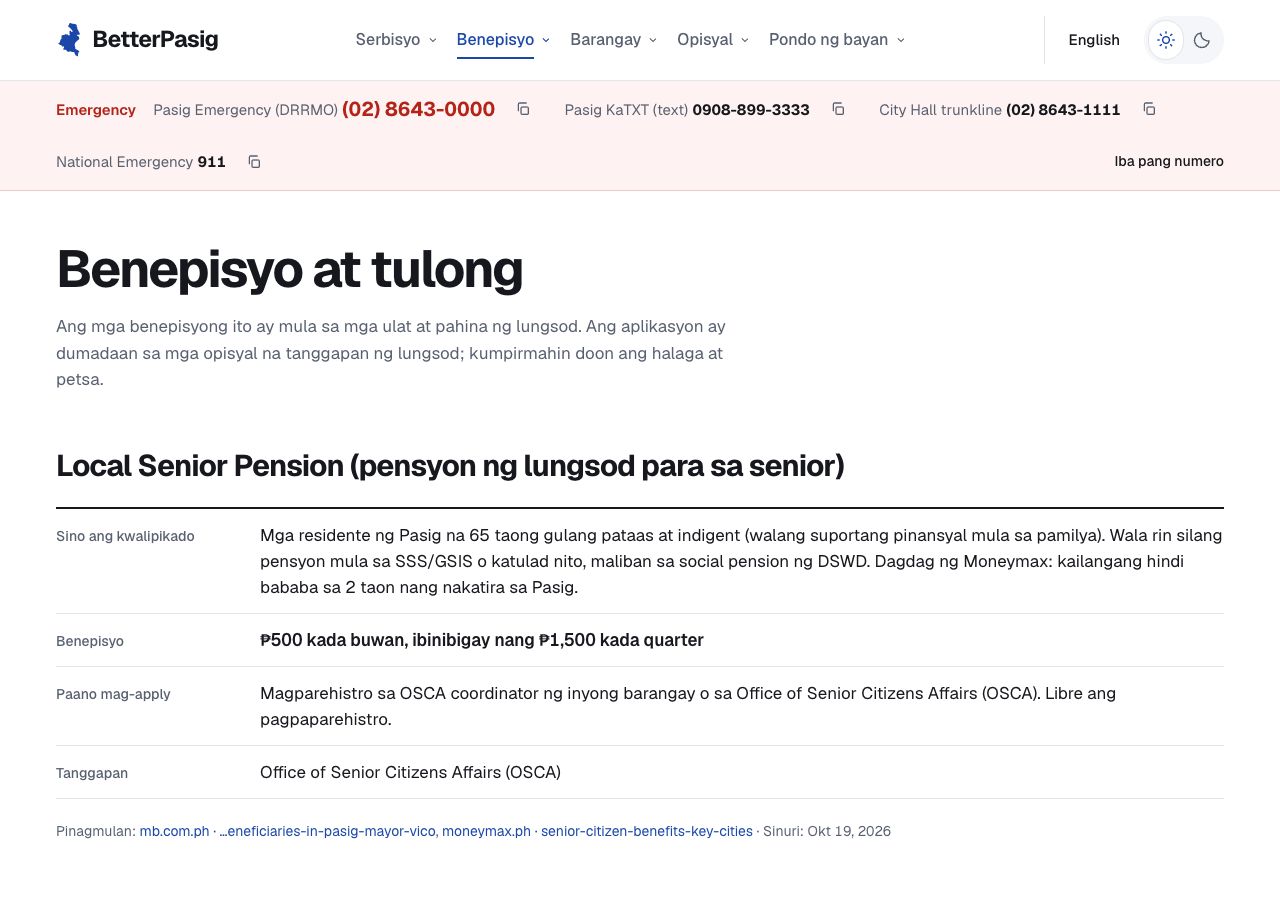 BetterPasig
Serbisyo
Benepisyo
Barangay
Opisyal
Pondo ng bayan
English
Emergency
Pasig Emergency (DRRMO) (02) 8643-0000
Pasig KaTXT (text) 0908-899-3333
City Hall trunkline (02) 8643-1111
National Emergency 911
Iba pang numero
Benepisyo at tulong
Ang mga benepisyong ito ay mula sa mga ulat at pahina ng lungsod. Ang aplikasyon ay
dumadaan sa mga opisyal na tanggapan ng lungsod; kumpirmahin doon ang halaga at
petsa.
Local Senior Pension (pensyon ng lungsod para sa senior)
Sino ang kwalipikado
Mga residente ng Pasig na 65 taong gulang pataas at indigent (walang suportang pinansyal mula sa pamilya). Wala rin silang
pensyon mula sa SSS/GSIS o katulad nito, maliban sa social pension ng DSWD. Dagdag ng Moneymax: kailangang hindi
bababa sa 2 taon nang nakatira sa Pasig.
Benepisyo
₱500 kada buwan, ibinibigay nang ₱1,500 kada quarter
Paano mag-apply
Magparehistro sa OSCA coordinator ng inyong barangay o sa Office of Senior Citizens Affairs (OSCA). Libre ang
pagpaparehistro.
Tanggapan
Office of Senior Citizens Affairs (OSCA)
Pinagmulan: mb.com.ph · …eneficiaries-in-pasig-mayor-vico, moneymax.ph · senior-citizen-benefits-key-cities · Sinuri: Okt 19, 2026